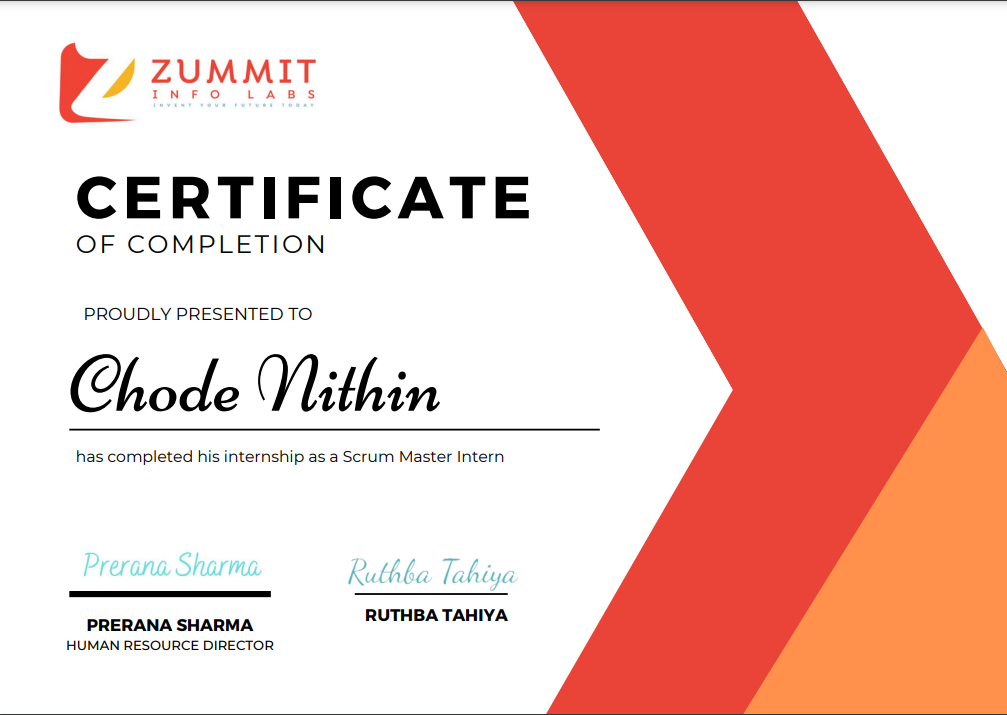 ZUMMIT
INFO LABS
INVENT YOUR FUTURE TODAY
CERTIFICATE
OF COMPLETION
PROUDLY PRESENTED TO
Chode Nithin
has completed his internship as a Scrum Master Intern
Prerana Sharma
Ruthba Tahiya
PRERANA SHARMA
HUMAN RESOURCE DIRECTOR
RUTHBA TAHIYA